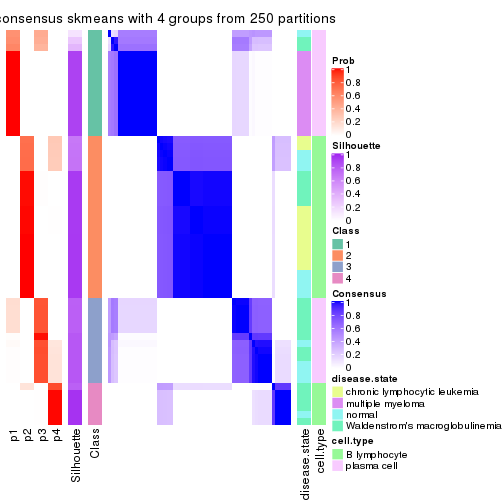 consensus skmeans with 4 groups from 250 partitions
Prob
1
0.8
0.6
0.4
0.2
0
Silhouette
1
0.8
0.6
0.4
0.2
0
Class
1
2
3
4
Consensus
1
0.8
0.6
0.4
0.2
0
disease.state
chronic lymphocytic leukemia
multiple myeloma
normal
Waldenstrom's macroglobulinemia
cell.type
B lymphocyte
plasma cell
p1
p2
p3
p4
Silhouette
Class
disease.state
cell.type